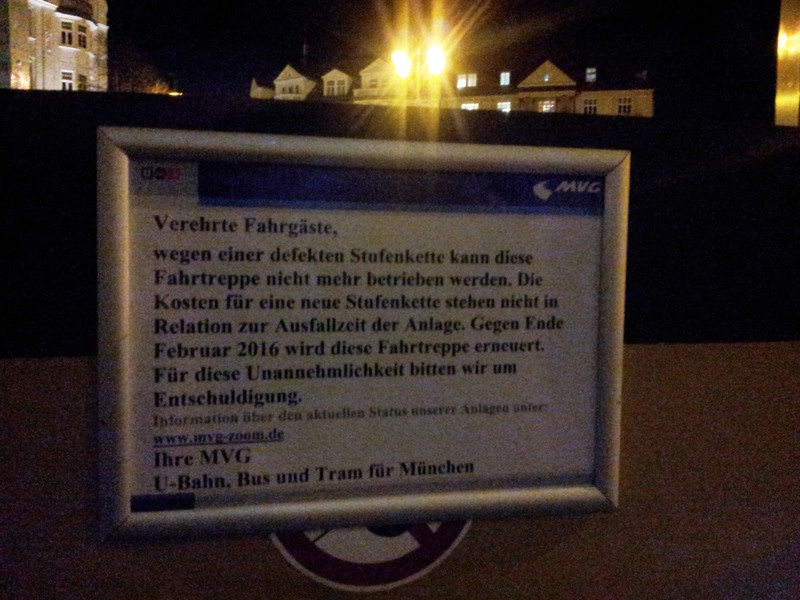 MVG
Verehrte Fahrgäste,
wegen einer defekten Stufenkette kann diese
Fahrtreppe nicht mehr betrieben werden. Die
Kosten für eine neue Stufenkette stehen nicht in
Relation zur Ausfallzeit der Anlage. Gegen Ende
Februar 2016 wird diese Fahrtreppe erneuert.
Für diese Unannehmlichkeit bitten wir um
Entschuldigung.
Information über den aktuellen Status unserer Anlagen unter:
www.mvg-zoom.de
Ihre MVG
U-Bahn, Bus und Tram für München